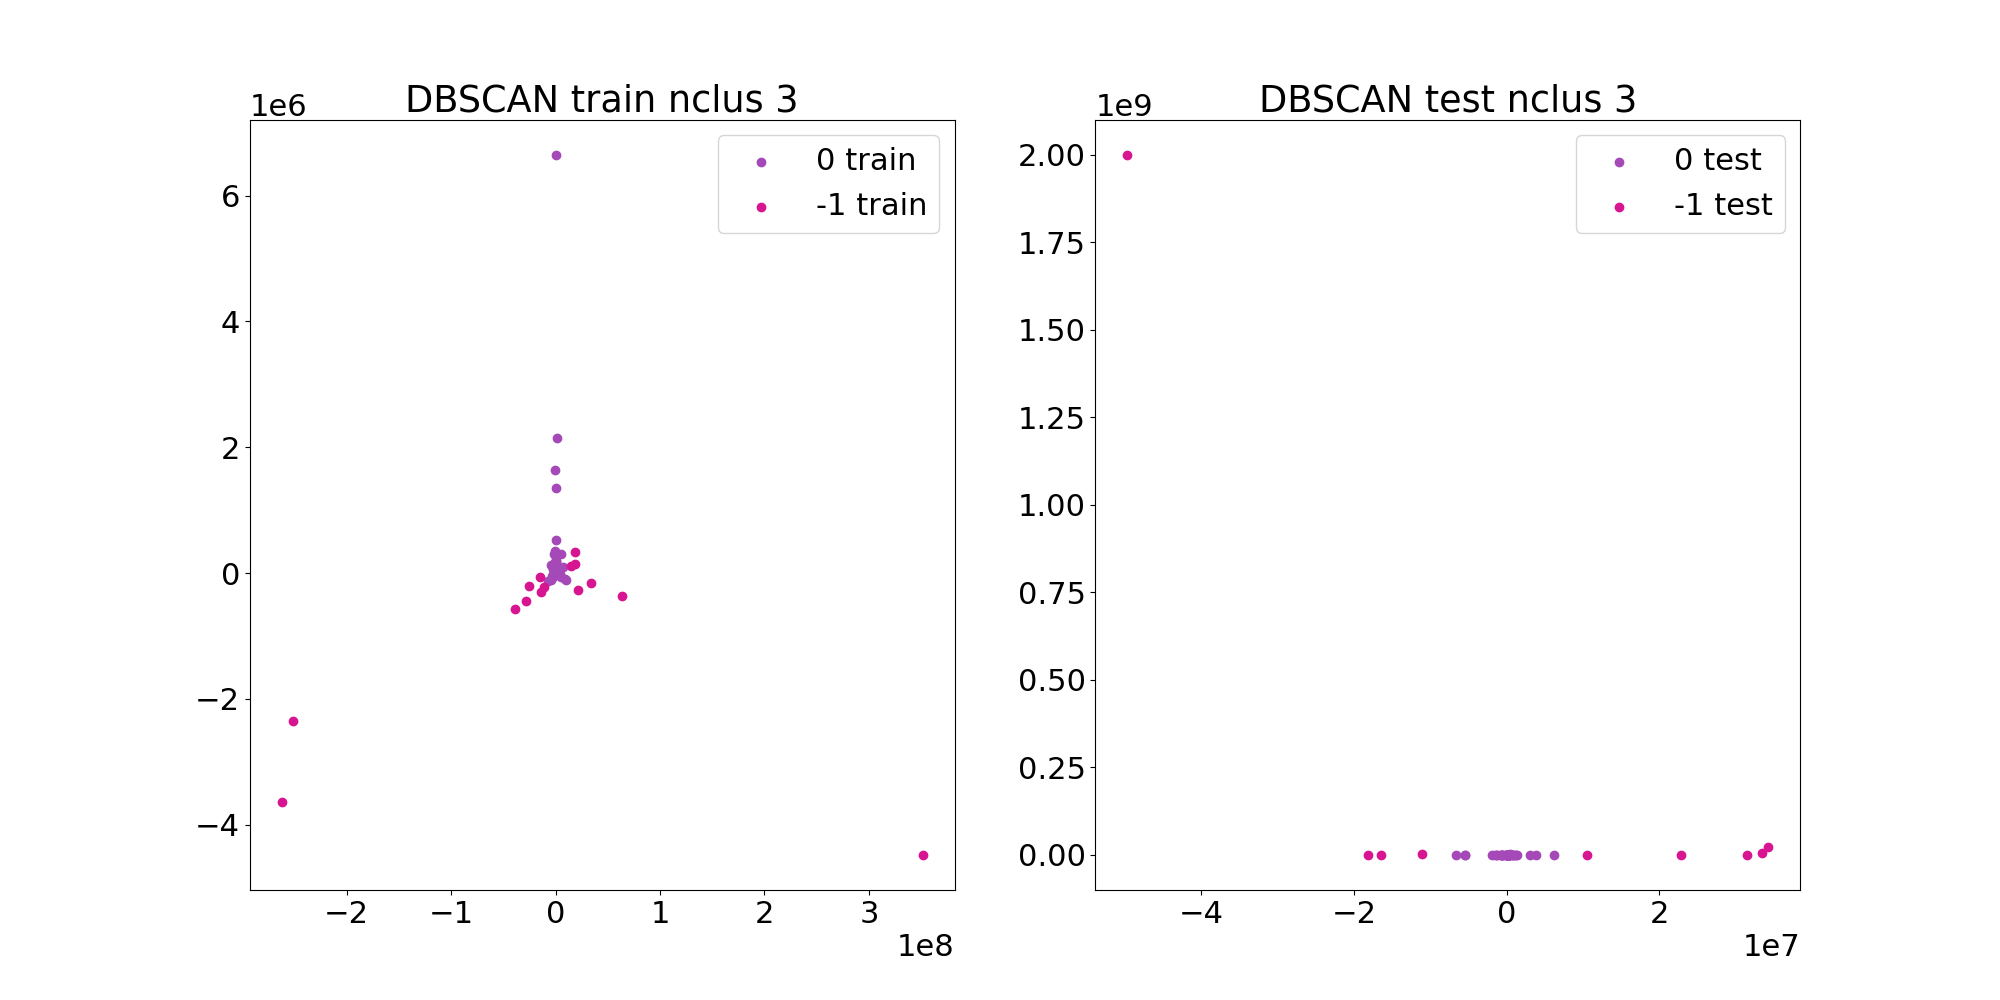 DBSCAN train nclus 3
1e6
0 train
-1 train
6
4
2
0
−2
−4
−2
−1
0
1
2
3
1e8
DBSCAN test nclus 3
1e9
0 test
-1 test
2.00
1.75
1.50
1.25
1.00
0.75
0.50
0.25
0.00
−4
−2
0
2
1e7